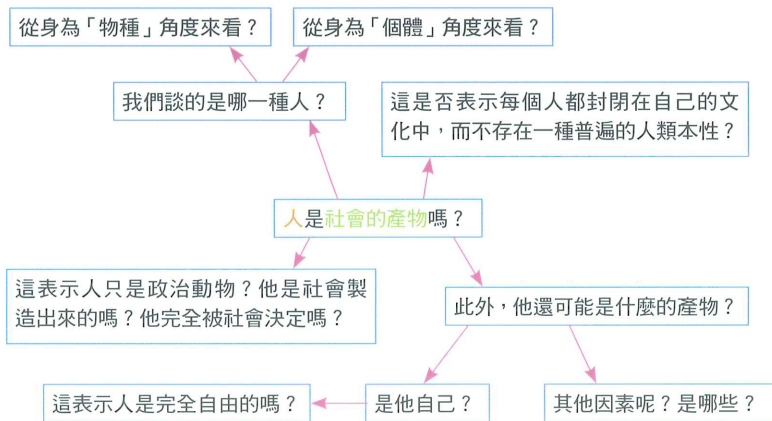 從身為「物種」角度來看？
從身為「個體」角度來看？
我們談的是哪一種人？
這是否表示每個人都封閉在自己的文
化中，而不存在一種普遍的人類本性？
人是社會的產物嗎？
這表示人只是政治動物？他是社會製
造出來的嗎？他完全被社會決定嗎？
此外，他還可能是什麼的產物？
這表示人是完全自由的嗎？
是他自己？
其他因素呢？是哪些？